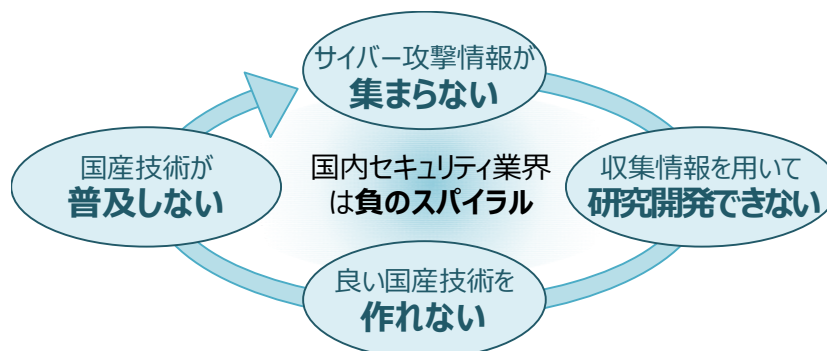 サイバー攻撃情報が
集まらない
国産技術が
普及しない
国内セキュリティ業界
は負のスパイラル
収集情報を用いて
研究開発できない
良い国産技術を
作れない